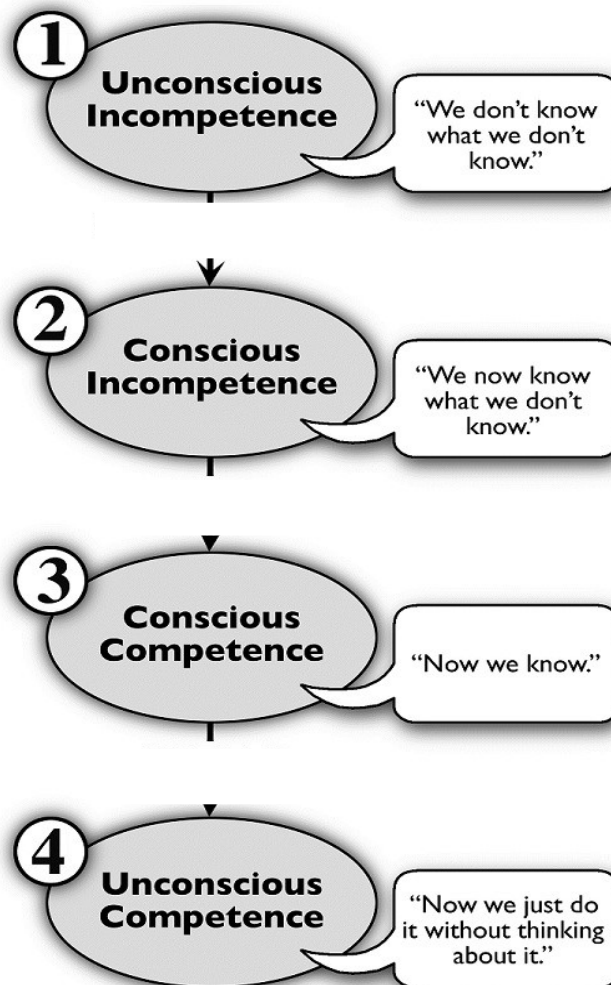 1
Unconscious
Incompetence
“We don’t know
what we don’t
know.”
2
Conscious
Incompetence
“We now know
what we don’t
know.”
3
Conscious
Competence
“Now we know.”
4
Unconscious
Competence
“Now we just do
it without thinking
about it.”